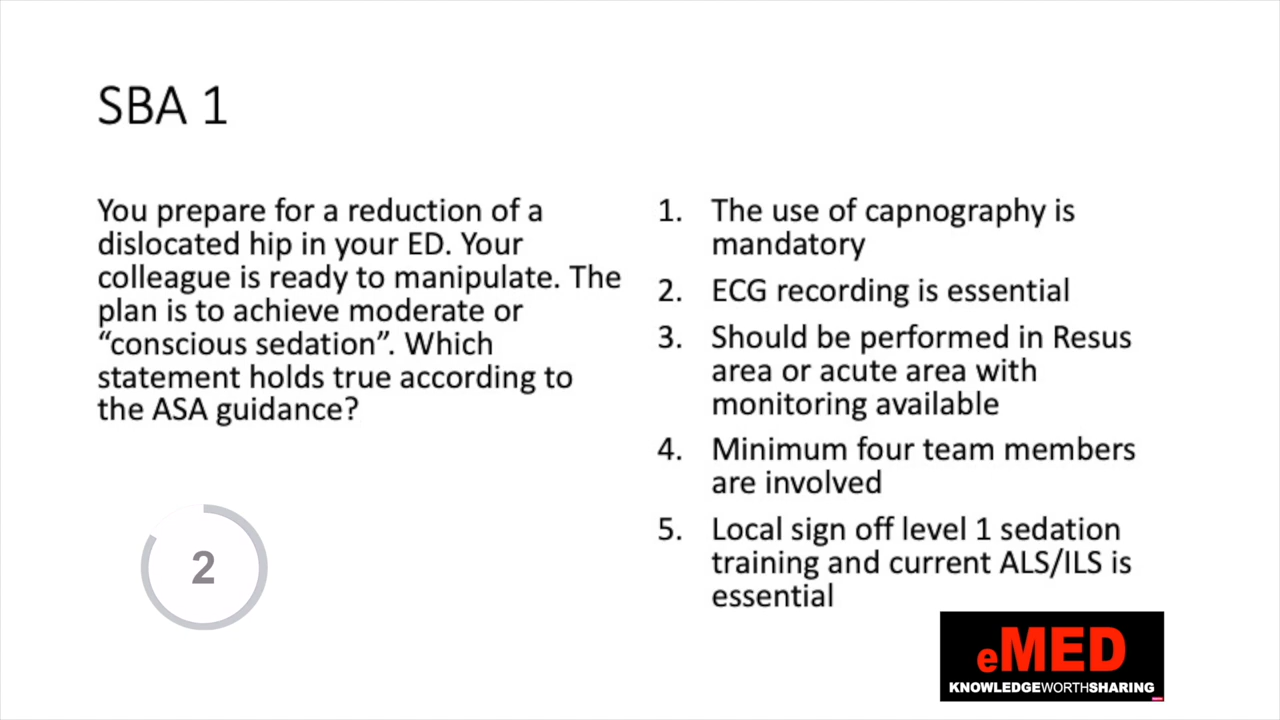 SBA 1
You prepare for a reduction of a
dislocated hip in your ED. Your
colleague is ready to manipulate. The
plan is to achieve moderate or
“conscious sedation”. Which
statement holds true according to
the ASA guidance?
2
1. The use of capnography is
mandatory
2. ECG recording is essential
3. Should be performed in Resus
area or acute area with
monitoring available
4. Minimum four team members
are involved
5. Local sign off level 1 sedation
training and current ALS/ILS is
essential
eMED
KNOWLEDGEWORTHSHARING